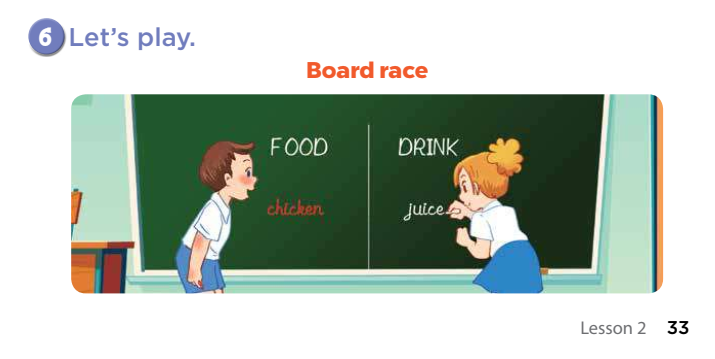 6 Let's play.
Board race
FOOD DRINK
chicken juice
Lesson 2 33